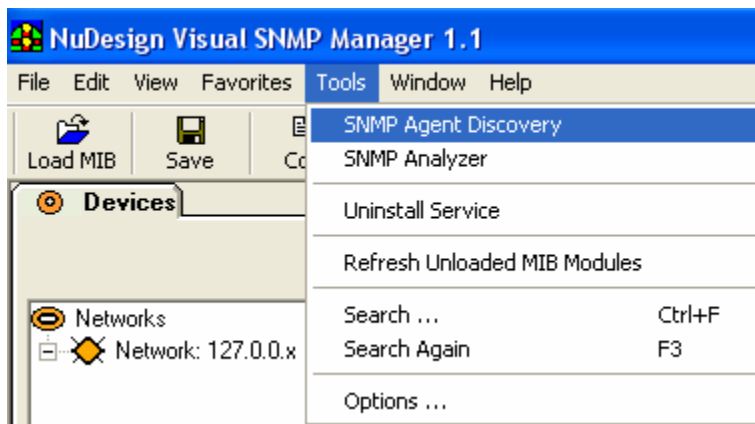 NuDesign Visual SNMP Manager 1.1
File Edit View Favorites Tools Window Help
Load MIB Save
SNMP Agent Discovery
SNMP Analyzer
Uninstall Service
Refresh Unloaded MIB Modules
Search ... Ctrl+F
Search Again F3
Options ...
Devices
Networks
Network: 127.0.0.x